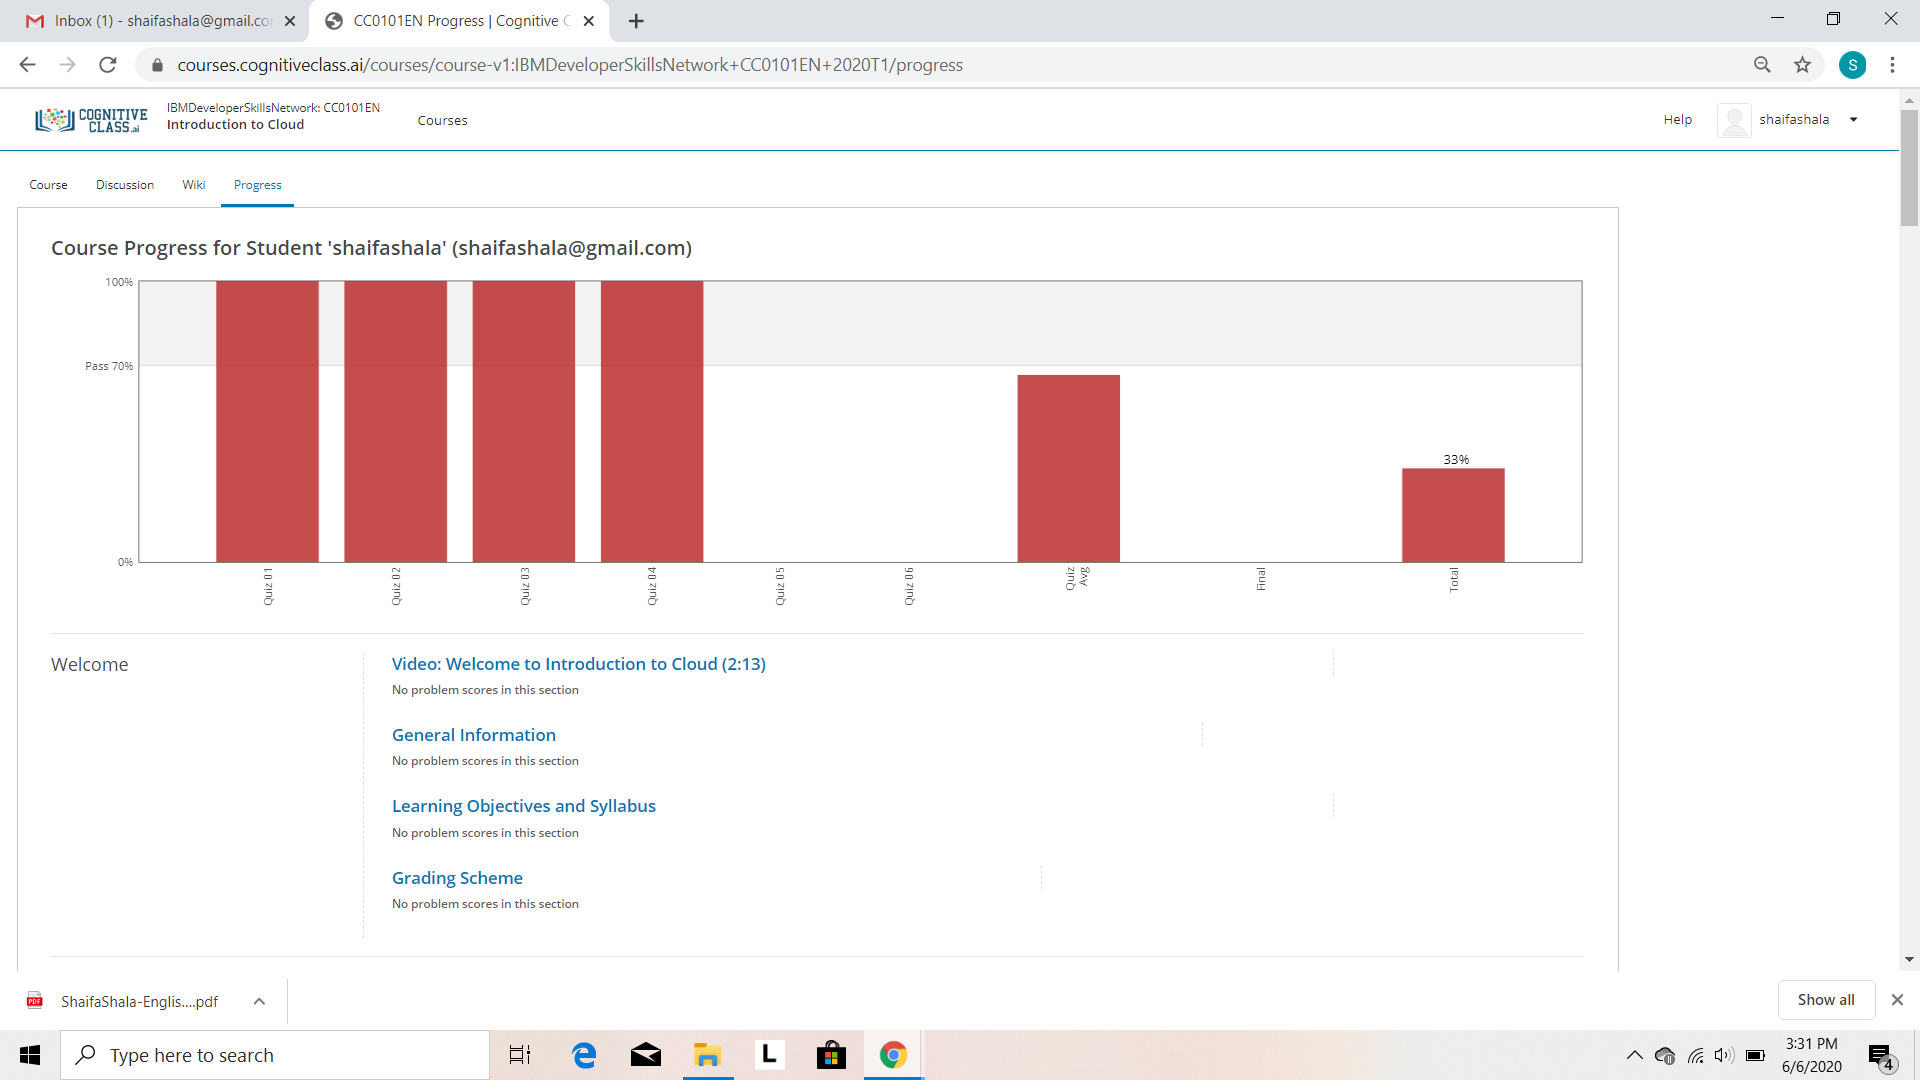 Inbox (1) - shaifashala@gmail.co
CC0101EN Progress | Cognitive C
courses.cognitiveclass.ai/courses/course-v1:IBMDeveloperSkillsNetwork+CC0101EN+2020T1/progress
S
COGNITIVE
CLASS.ai
IBMDeveloperSkillsNetwork: CC0101EN
Introduction to Cloud
Courses
Help
shaifashala
Course
Discussion
Wiki
Progress
Course Progress for Student 'shaifashala' (shaifashala@gmail.com)
100%
Pass 70%
0%
33%
Quiz 01
Quiz 02
Quiz 03
Quiz 04
Quiz 05
Quiz 06
Quiz
Avg
Final
Total
Welcome
Video: Welcome to Introduction to Cloud (2:13)
No problem scores in this section
General Information
No problem scores in this section
Learning Objectives and Syllabus
No problem scores in this section
Grading Scheme
No problem scores in this section
PDF
ShaifaShala-Englis....pdf
Show all
Type here to search
L
3:31 PM
6/6/2020
4